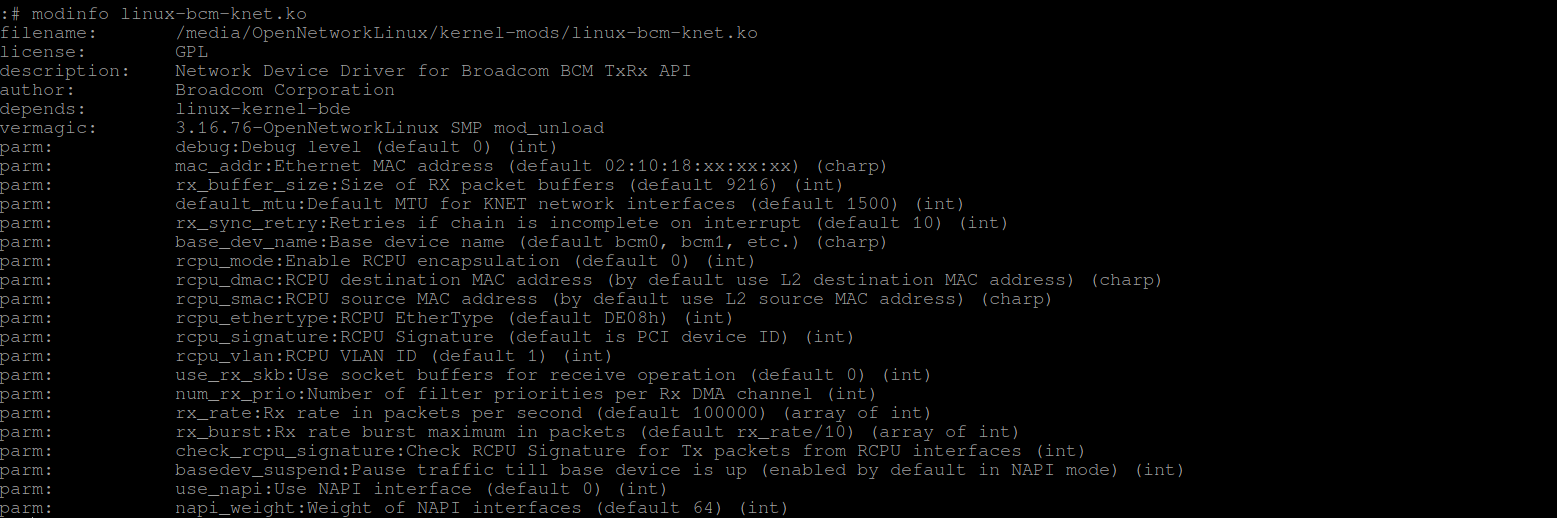 :# modinfo linux-bcm-knet.ko
filename:       /media/OpenNetworkLinux/kernel-mods/linux-bcm-knet.ko
license:        GPL
description:    Network Device Driver for Broadcom BCM TxRx API
author:         Broadcom Corporation
depends:        linux-kernel-bde
vermagic:       3.16.76-OpenNetworkLinux SMP mod_unload
parm:           debug:Debug level (default 0) (int)
parm:           mac_addr:Ethernet MAC address (default 02:10:18:xx:xx:xx) (charp)
parm:           rx_buffer_size:Size of RX packet buffers (default 9216) (int)
parm:           default_mtu:Default MTU for KNET network interfaces (default 1500) (int)
parm:           rx_sync_retry:Retries if chain is incomplete on interrupt (default 10) (int)
parm:           base_dev_name:Base device name (default bcm0, bcm1, etc.) (charp)
parm:           rcpu_mode:Enable RCPU encapsulation (default 0) (int)
parm:           rcpu_dmac:RCPU destination MAC address (by default use L2 destination MAC address) (charp)
parm:           rcpu_smac:RCPU source MAC address (by default use L2 source MAC address) (charp)
parm:           rcpu_ethertype:RCPU EtherType (default DE08h) (int)
parm:           rcpu_signature:RCPU Signature (default is PCI device ID) (int)
parm:           rcpu_vlan:RCPU VLAN ID (default 1) (int)
parm:           use_rx_skb:Use socket buffers for receive operation (default 0) (int)
parm:           num_rx_prio:Number of filter priorities per Rx DMA channel (int)
parm:           rx_rate:Rx rate in packets per second (default 100000) (array of int)
parm:           rx_burst:Rx rate burst maximum in packets (default rx_rate/10) (array of int)
parm:           check_rcpu_signature:Check RCPU Signature for Tx packets from RCPU interfaces (int)
parm:           basedev_suspend:Pause traffic till base device is up (enabled by default in NAPI mode) (int)
parm:           use_napi:Use NAPI interface (default 0) (int)
parm:           napi_weight:Weight of NAPI interfaces (default 64) (int)